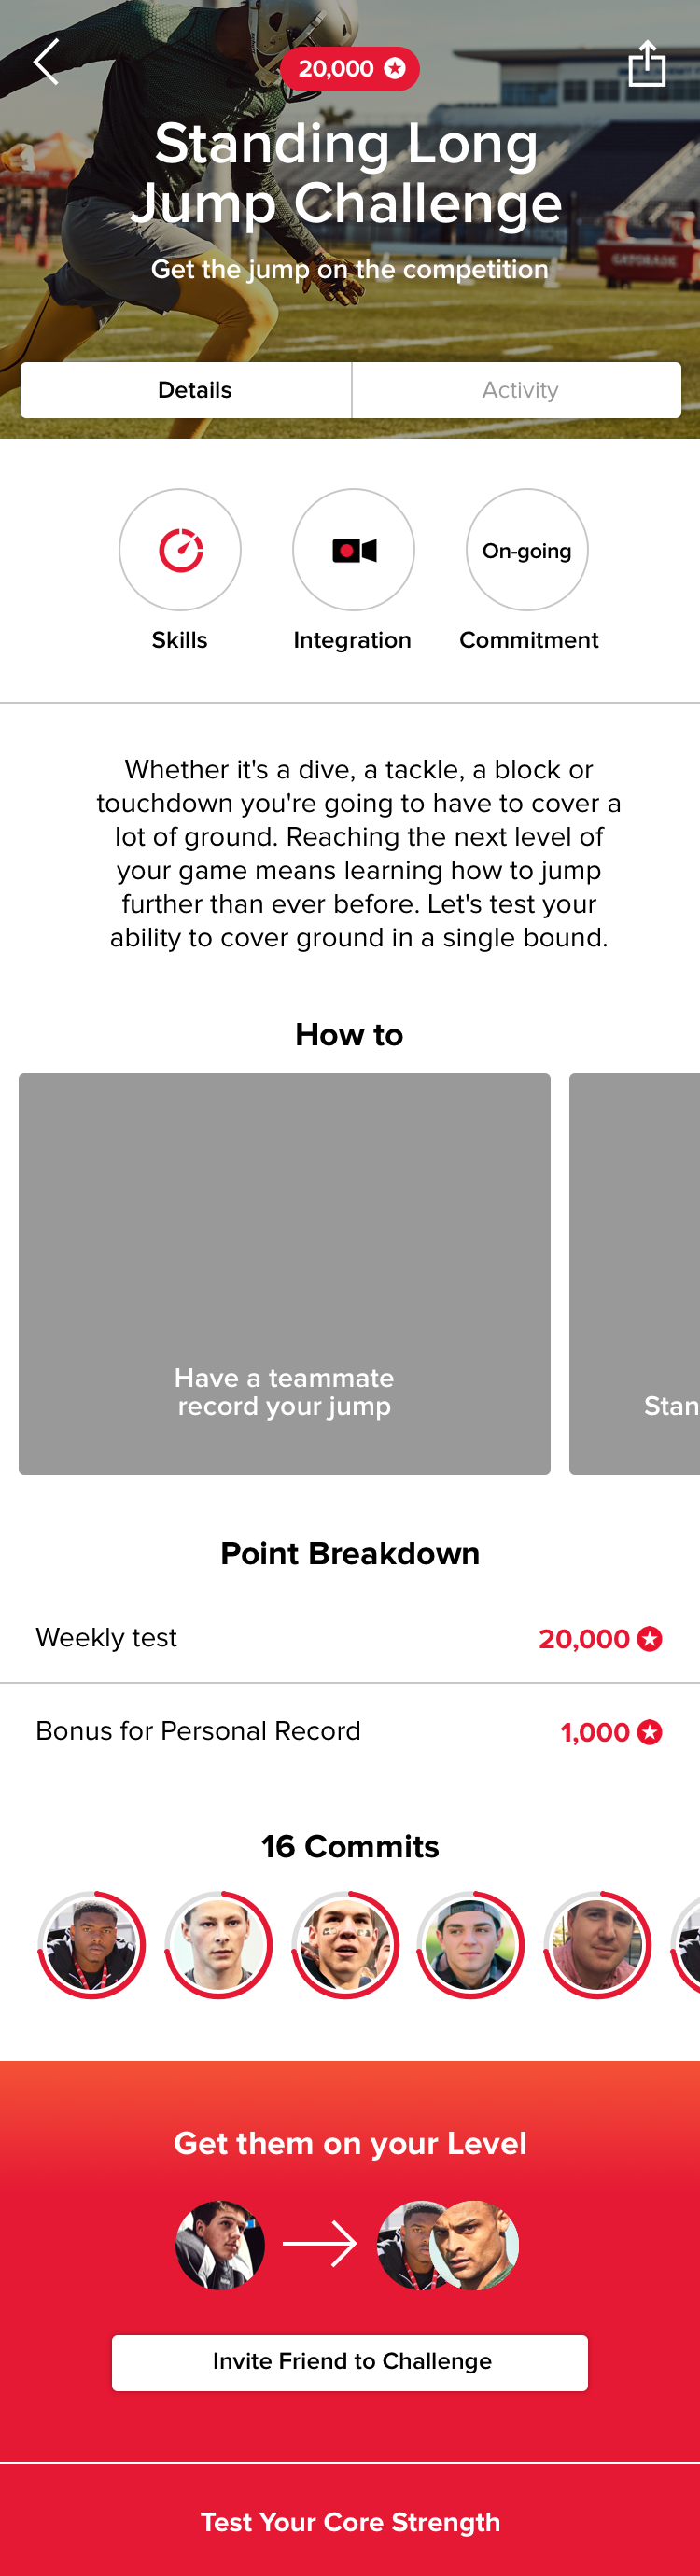 20,000
Standing Long
Jump Challenge
Get the jump on the competition
GATORADE
Details
Activity
On-going
Skills
Integration
Commitment
Whether it's a dive, a tackle, a block or
touchdown you're going to have to cover a
lot of ground. Reaching the next level of
your game means learning how to jump
further than ever before. Let's test your
ability to cover ground in a single bound.
How to
Have a teammate
record your jump
Stan
Point Breakdown
Weekly test
20,000
Bonus for Personal Record
1,000
16 Commits
Get them on your Level
Invite Friend to Challenge
Test Your Core Strength